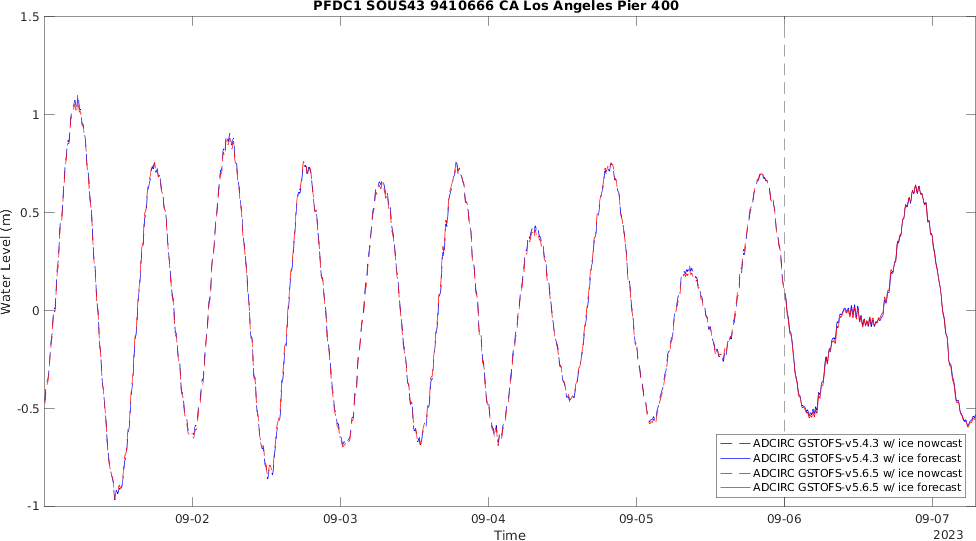 PFDC1 SOUS43 9410666 CA Los Angeles Pier 400
1.5
1
0.5
0
-0.5
-1
Water Level (m)
09-02 09-03 09-04 09-05 09-06 09-07
Time
2023
ADCIRC GSTOFS-v5.4.3 w/ ice nowcast
ADCIRC GSTOFS-v5.4.3 w/ ice forecast
ADCIRC GSTOFS-v5.6.5 w/ ice nowcast
ADCIRC GSTOFS-v5.6.5 w/ ice forecast